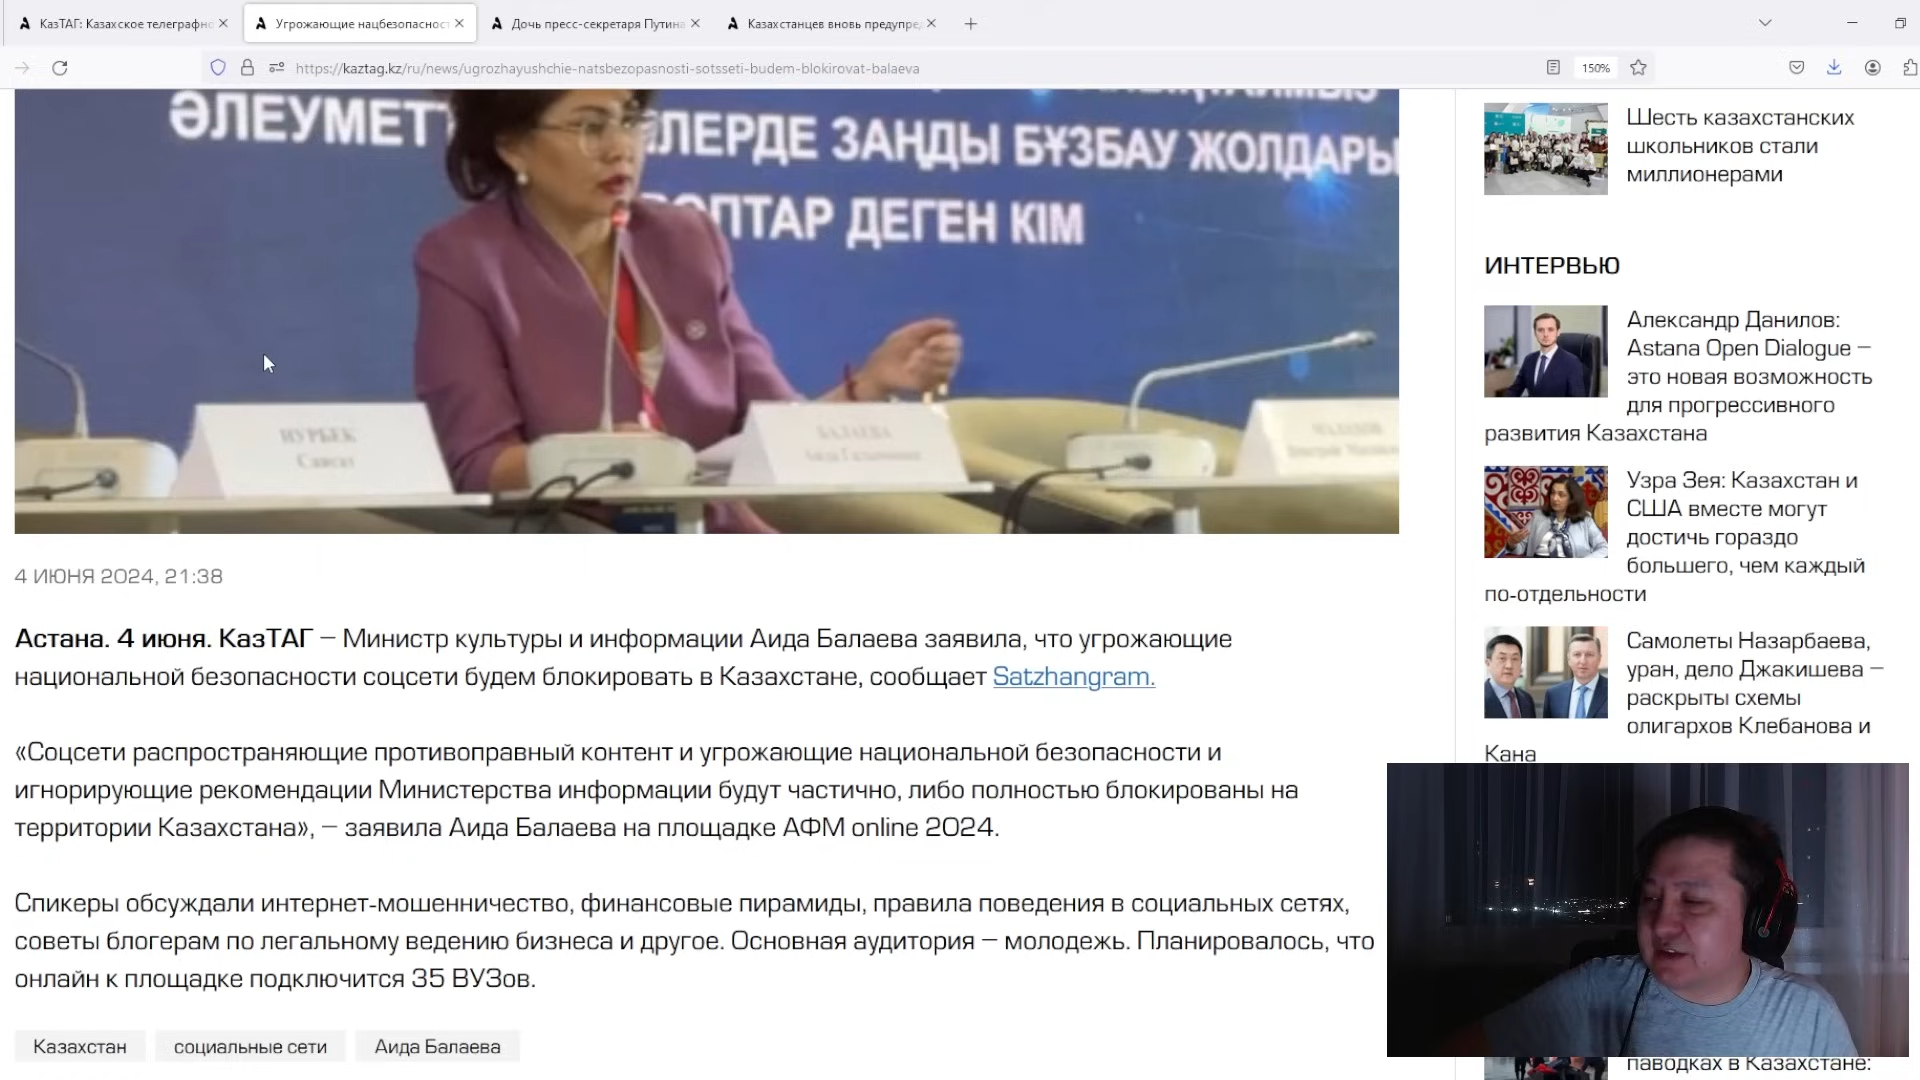 КазТАГ: Казахское телеграфно
Угрожающие нацбезопасност
Дочь пресс-секретаря Путина
Казахстанцев вновь предупре
https://kaztag.kz/ru/news/ugrozhayushchie-natsbezopasnosti-sotsseti-budem-blokirovat-balaeva
150%
ӘЛЕУМЕТ
ЛЕРДЕ ЗАҢДЫ БҰЗБАУ ЖОЛДАРЫ
ДЕГЕН КІМ
НУРБЕК
Саясат
БАЛАЕВА
4 ИЮНЯ 2024, 21:38
Астана. 4 июня. КазТАГ – Министр культуры и информации Аида Балаева заявила, что угрожающие
национальной безопасности соцсети будем блокировать в Казахстане, сообщает Satzhangram.
«Соцсети распространяющие противоправный контент и угрожающие национальной безопасности и
игнорирующие рекомендации Министерства информации будут частично, либо полностью блокированы на
территории Казахстана», – заявила Аида Балаева на площадке АФМ online 2024.
Спикеры обсуждали интернет-мошенничество, финансовые пирамиды, правила поведения в социальных сетях,
советы блогерам по легальному ведению бизнеса и другое. Основная аудитория – молодежь. Планировалось, что
онлайн к площадке подключится 35 ВУЗов.
Казахстан
социальные сети
Аида Балаева
Шесть казахстанских
школьников стали
миллионерами
ИНТЕРВЬЮ
Александр Данилов:
Astana Open Dialogue –
это новая возможность
для прогрессивного
развития Казахстана
Узра Зея: Казахстан и
США вместе могут
достичь гораздо
большего, чем каждый
по-отдельности
Самолеты Назарбаева,
уран, дело Джакишева –
раскрыты схемы
олигархов Клебанова и
Кана
паводках в Казахстане: